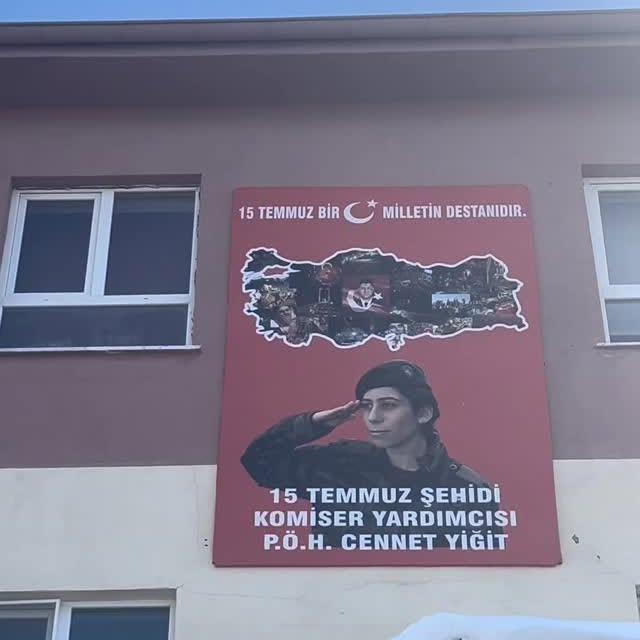 15 TEMMUZ BİR MİLLETİN DESTANIDIR.
15 TEMMUZ ŞEHİDİ
KOMİSER YARDIMCISI
P.Ö.H. CENNET YİĞİT